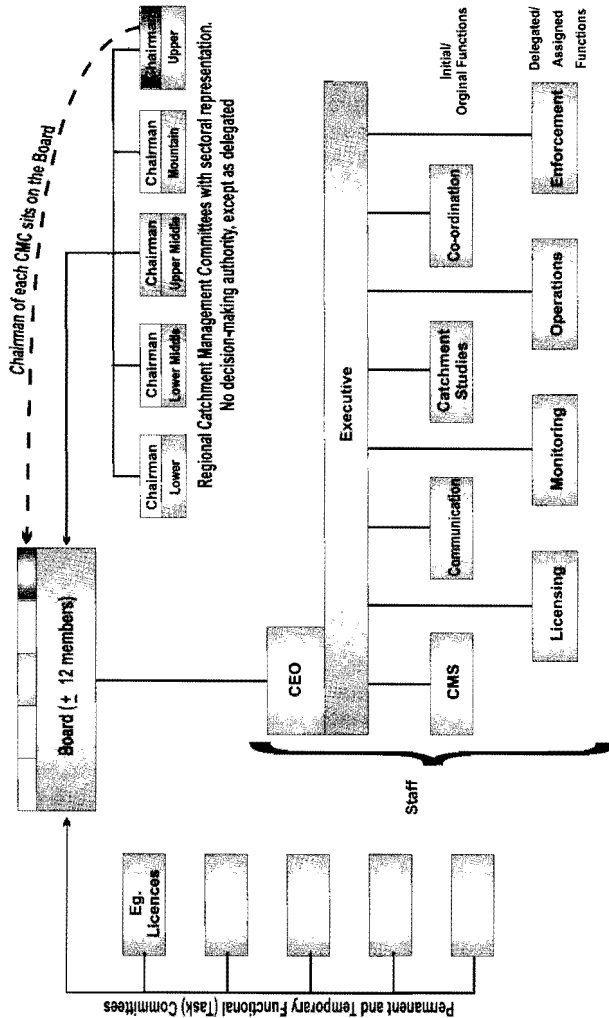 Chairman of each CMC sits on the Board
Board (± 12 members)
Chairman
Lower
Chairman
Lower Middle
Chairman
Upper Middle
Chairman
Mountain
Chairman
Upper
Regional Catchment Management Committees with sectoral representation.
No decision-making authority, except as delegated
Permanent and Temporary Functional (Task) Committees
Eg.
Licences
CEO
Executive
Staff
CMS
Communication
Catchment
Studies
Co-ordination
Initial/
Orginal Functions
Licensing
Monitoring
Operations
Enforcement
Delegated/
Assigned
Functions